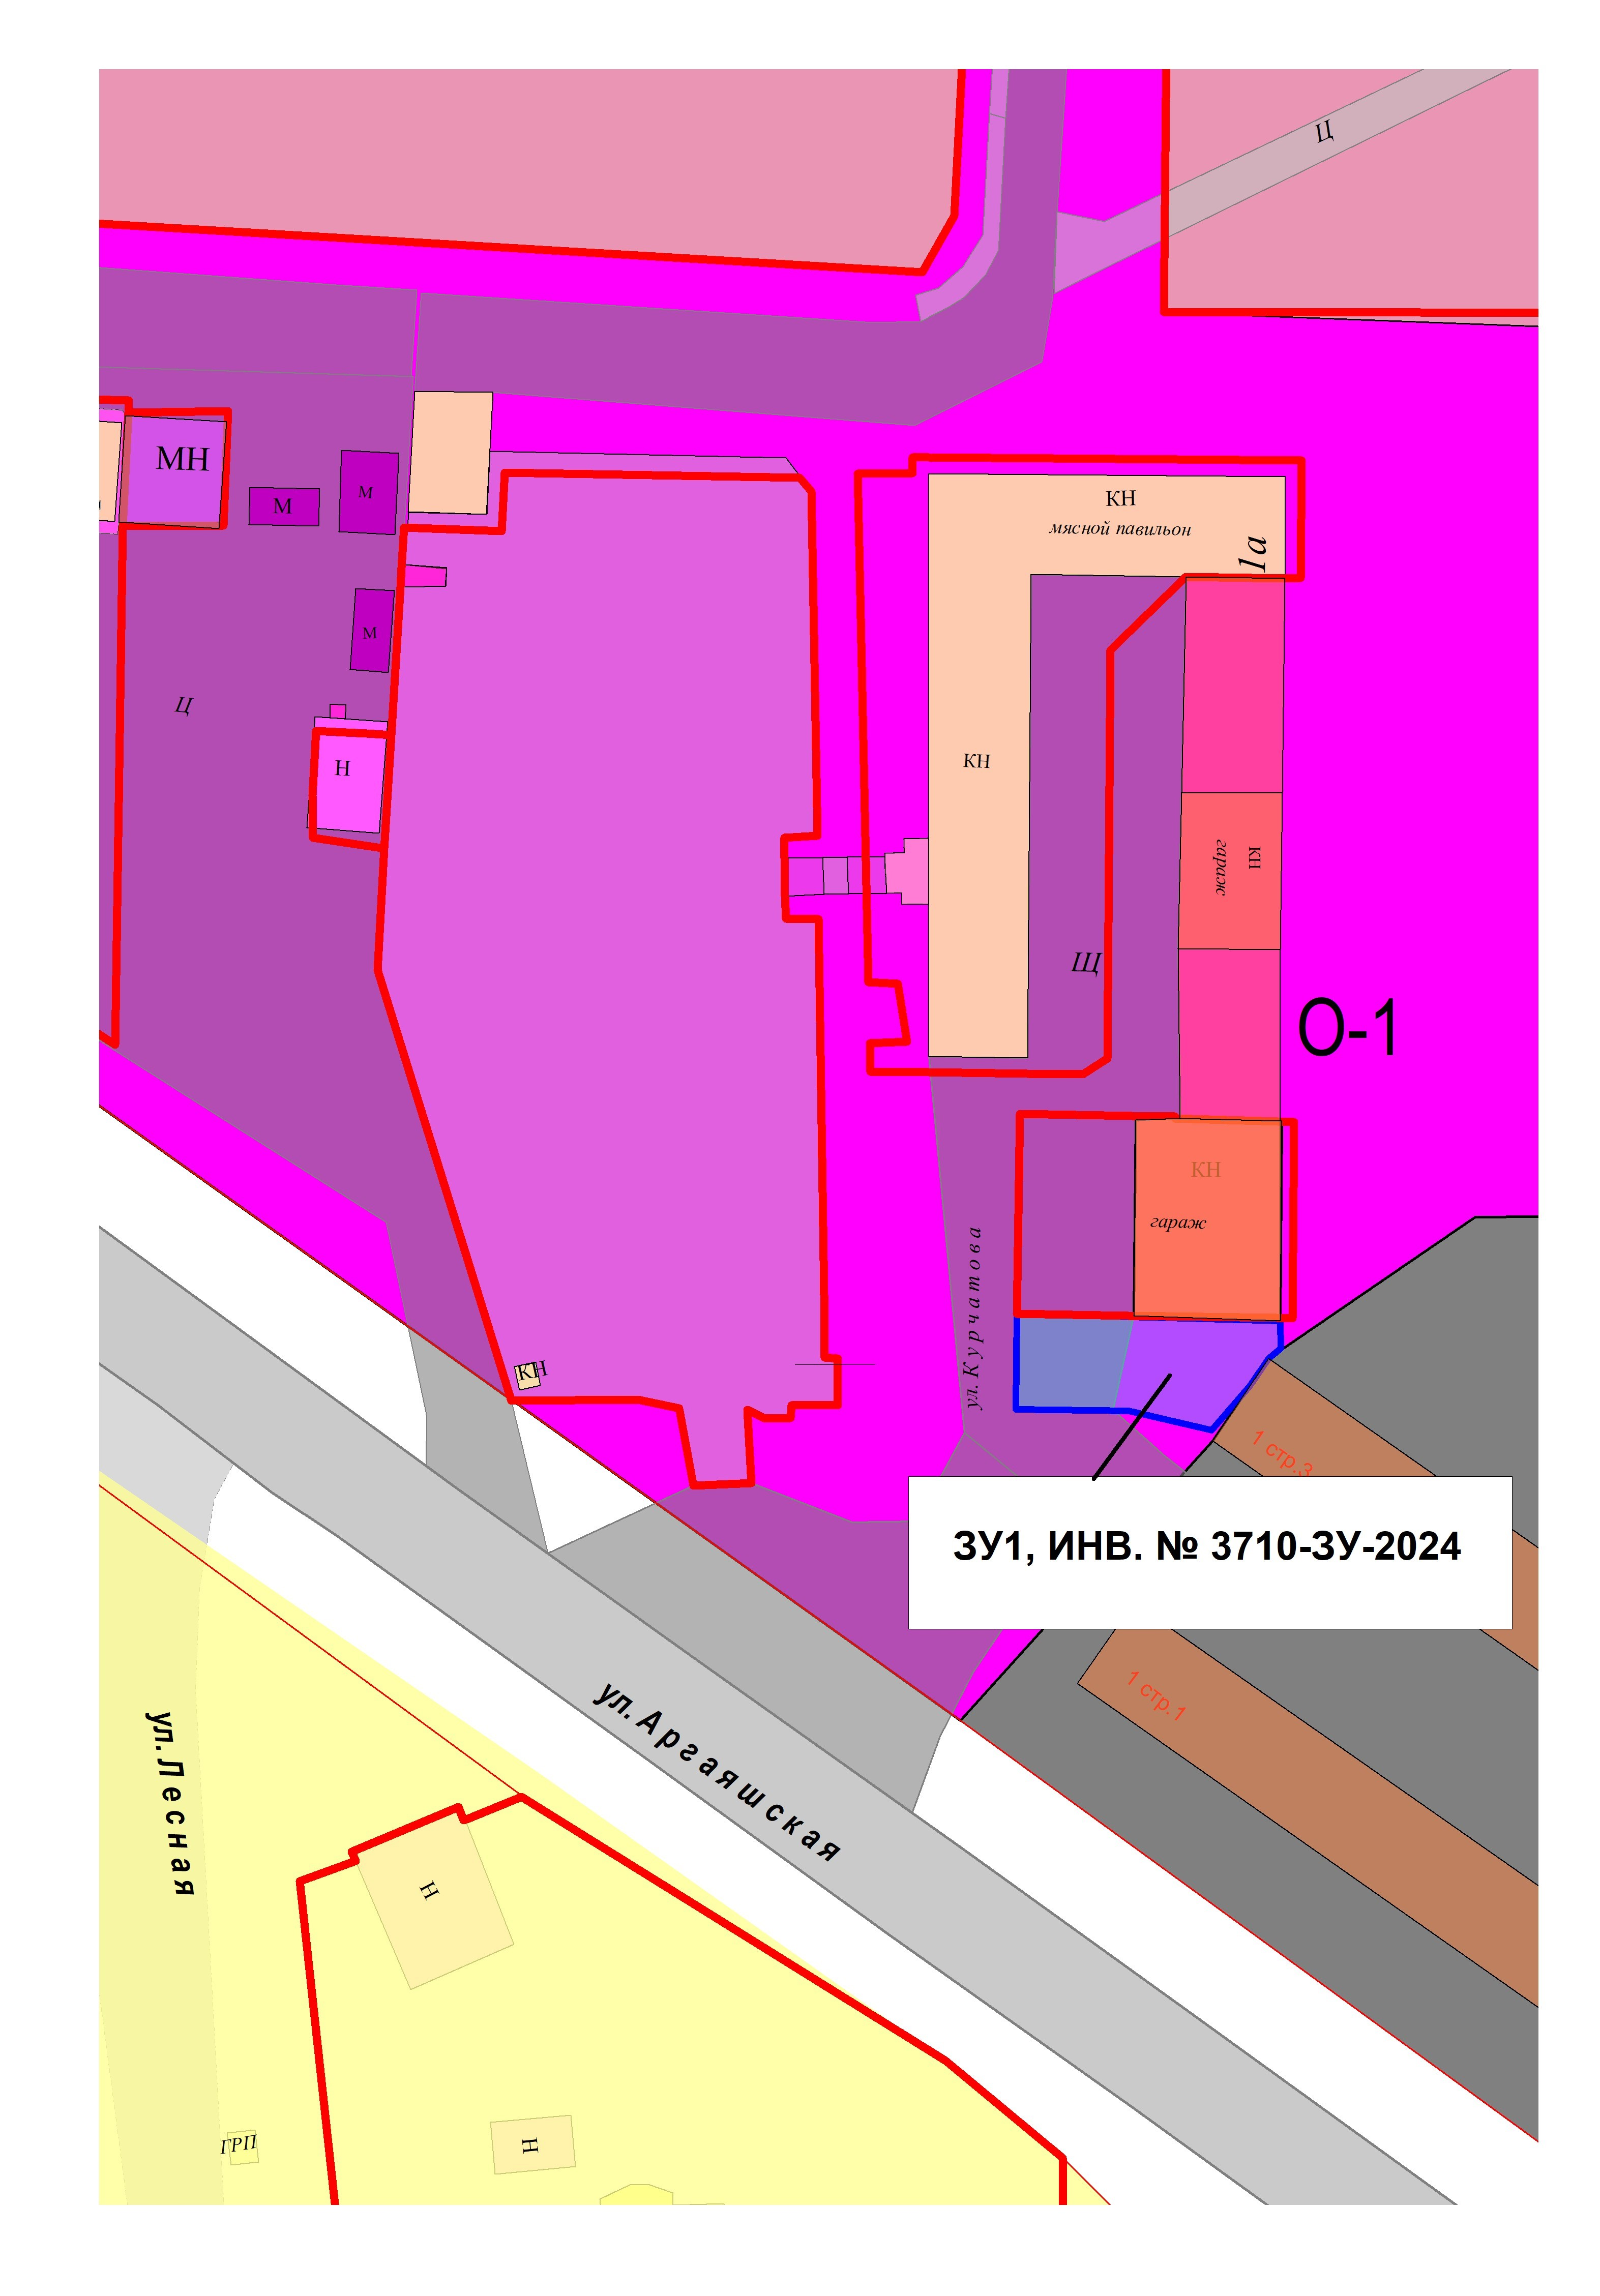 Ц
МН
М
М
КН
мясной павильон
1а
М
Ц
Н
КН
КН
гараж
Щ
О-1
КН
гараж
ул. Курчатова
КН
1 стр.3
ЗУ1, ИНВ. № 3710-ЗУ-2024
1 стр.1
ул. Аргаяшская
ул. Лесная
Н
ГРП
Н